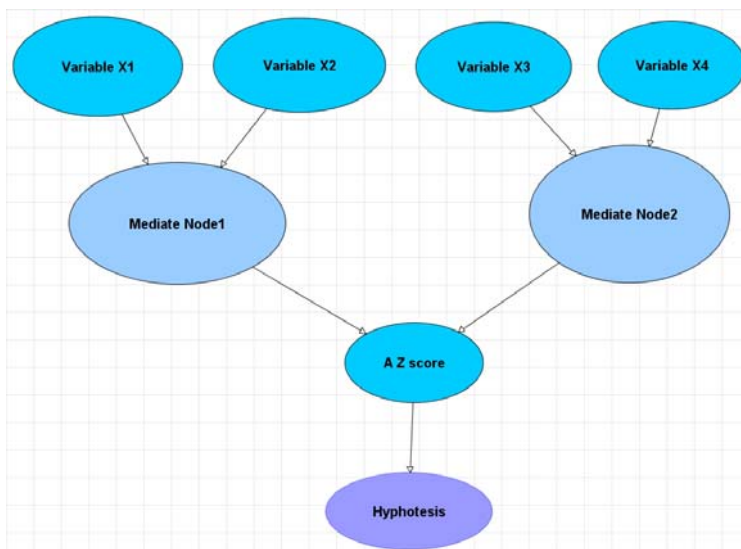 Variable X1
Variable X2
Variable X3
Variable X4
Mediate Node1
Mediate Node2
A Z score
Hyphotesis